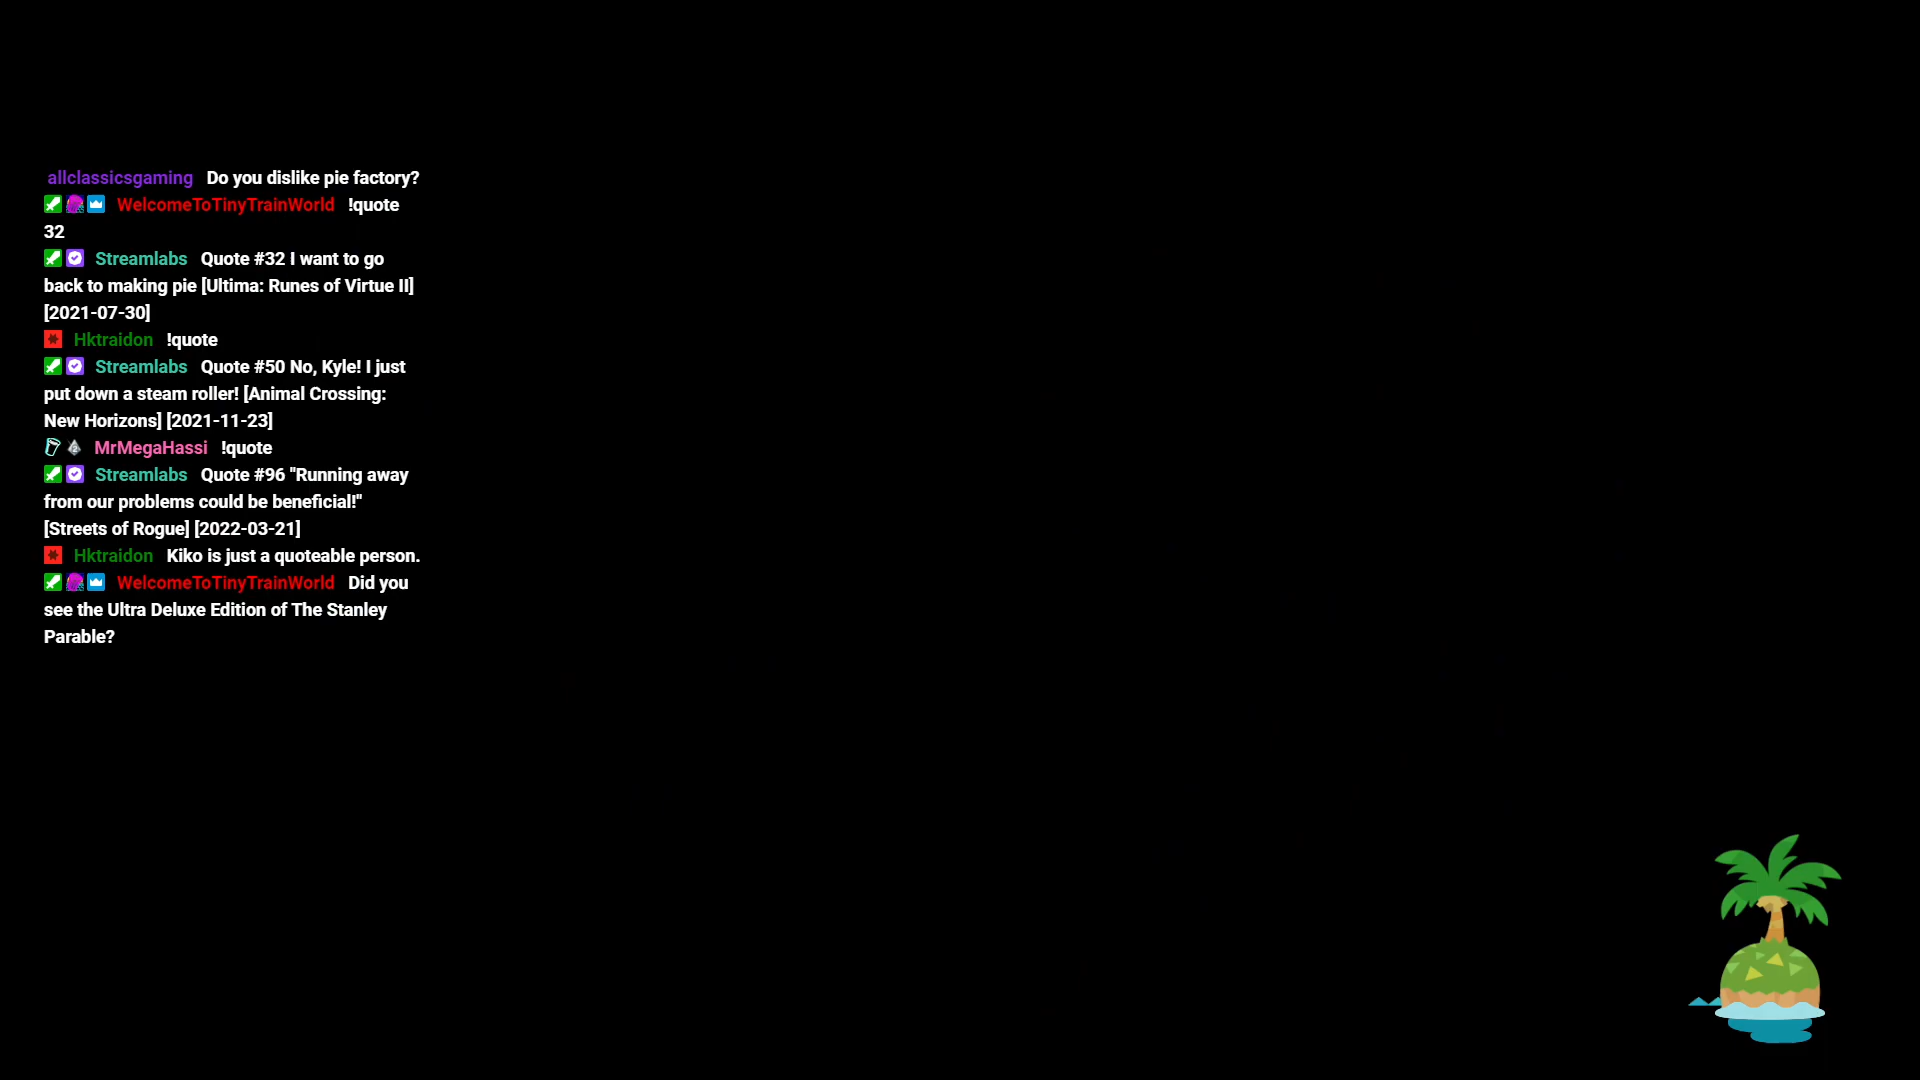 allclassicsgaming Do you dislike pie factory?
WelcomeToTinyTrainWorld !quote
32
Streamlabs Quote #32 I want to go
back to making pie [Ultima: Runes of Virtue II]
[2021-07-30]
Hktraidon !quote
Streamlabs Quote #50 No, Kyle! I just
put down a steam roller! [Animal Crossing:
New Horizons] [2021-11-23]
MrMegaHassi !quote
Streamlabs Quote #96 "Running away
from our problems could be beneficial!"
[Streets of Rogue] [2022-03-21]
Hktraidon Kiko is just a quoteable person.
WelcomeToTinyTrainWorld Did you
see the Ultra Deluxe Edition of The Stanley
Parable?